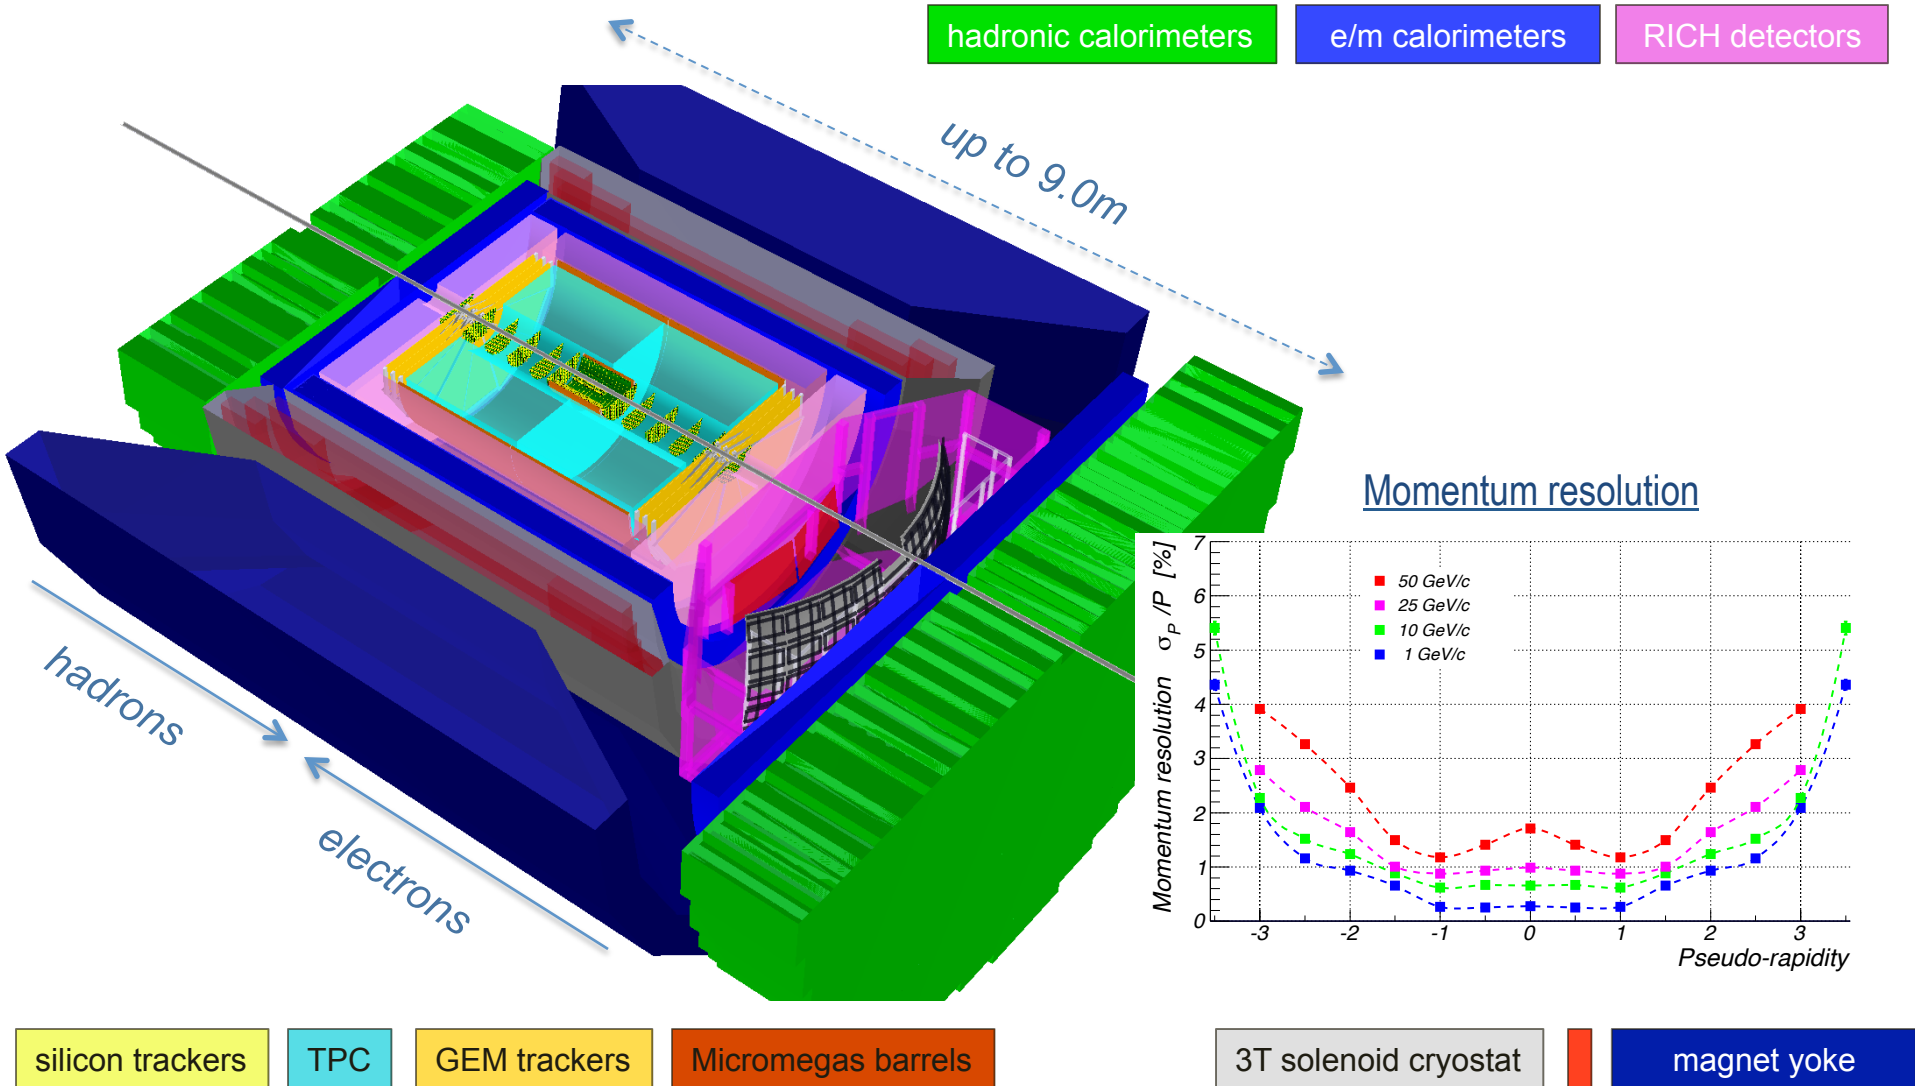 hadronic calorimeters
e/m calorimeters
RICH detectors
up to 9.0m
hadrons
electrons
Momentum resolution
Momentum resolution σP/P [%]
7
6
5
4
3
2
1
0
50 GeV/c
25 GeV/c
10 GeV/c
1 GeV/c
-3 -2 -1 0 1 2 3
Pseudo-rapidity
silicon trackers
TPC
GEM trackers
Micromegas barrels
3T solenoid cryostat
magnet yoke